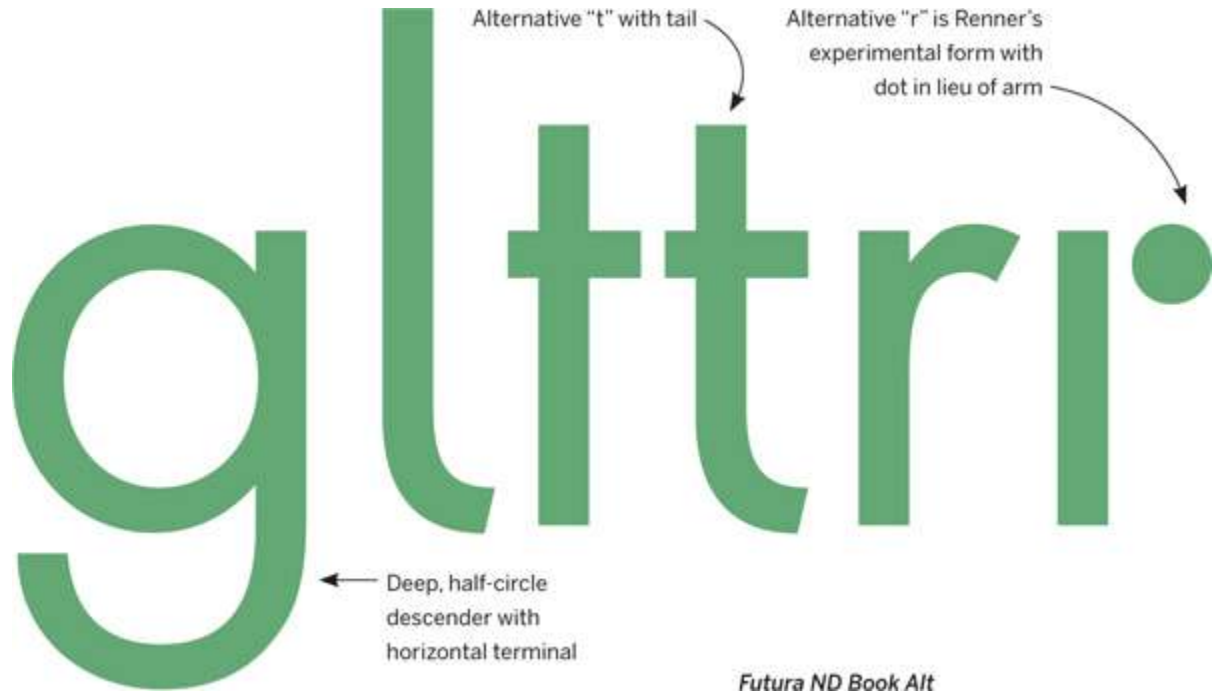 Alternative “t” with tail
Alternative “r” is Renner’s
experimental form with
dot in lieu of arm
glttrr
Deep, half-circle
descender with
horizontal terminal
Futura ND Book Alt